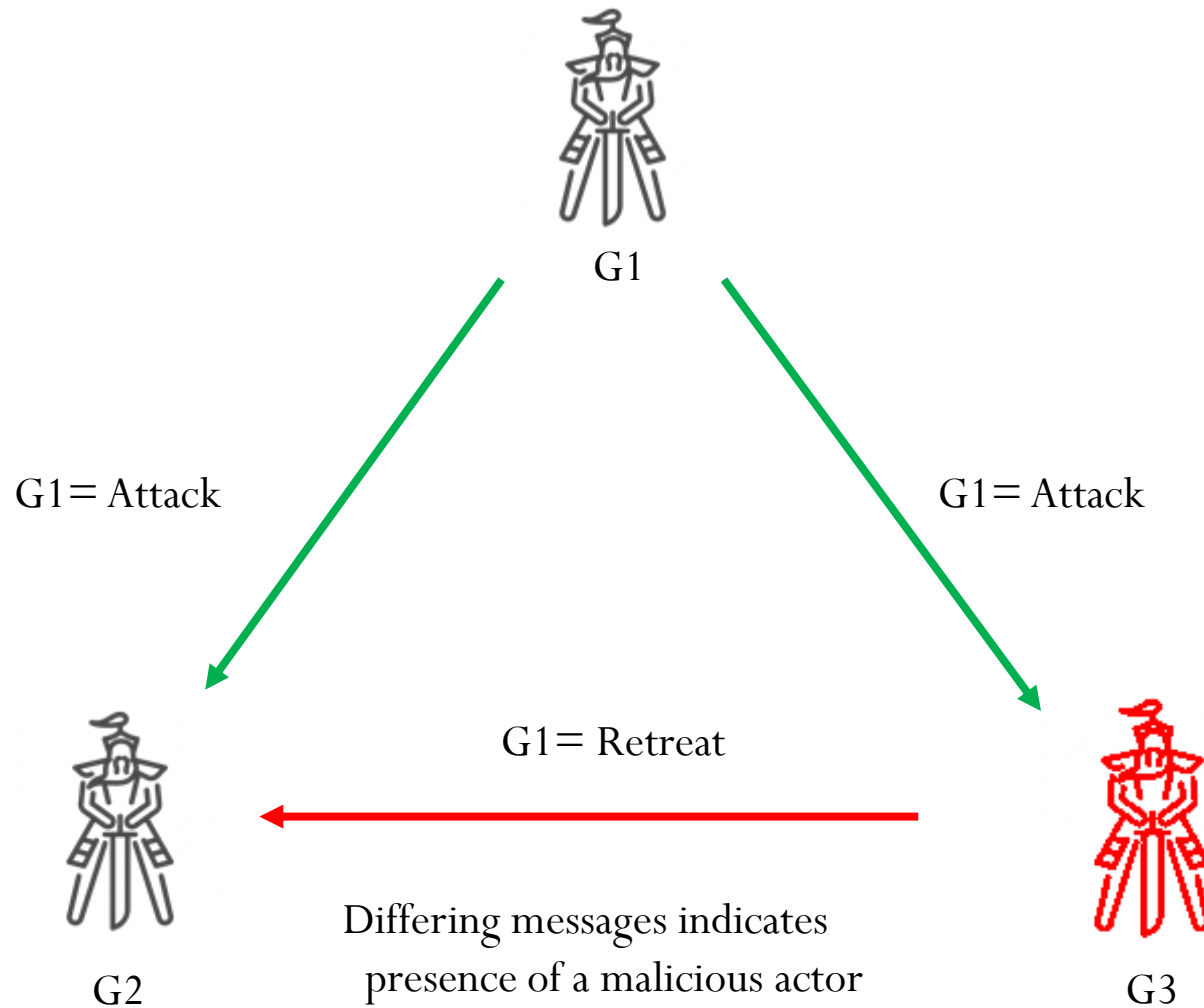 G1
G1= Attack
G1= Attack
G1= Retreat
Differing messages indicates
presence of a malicious actor
G2
G3